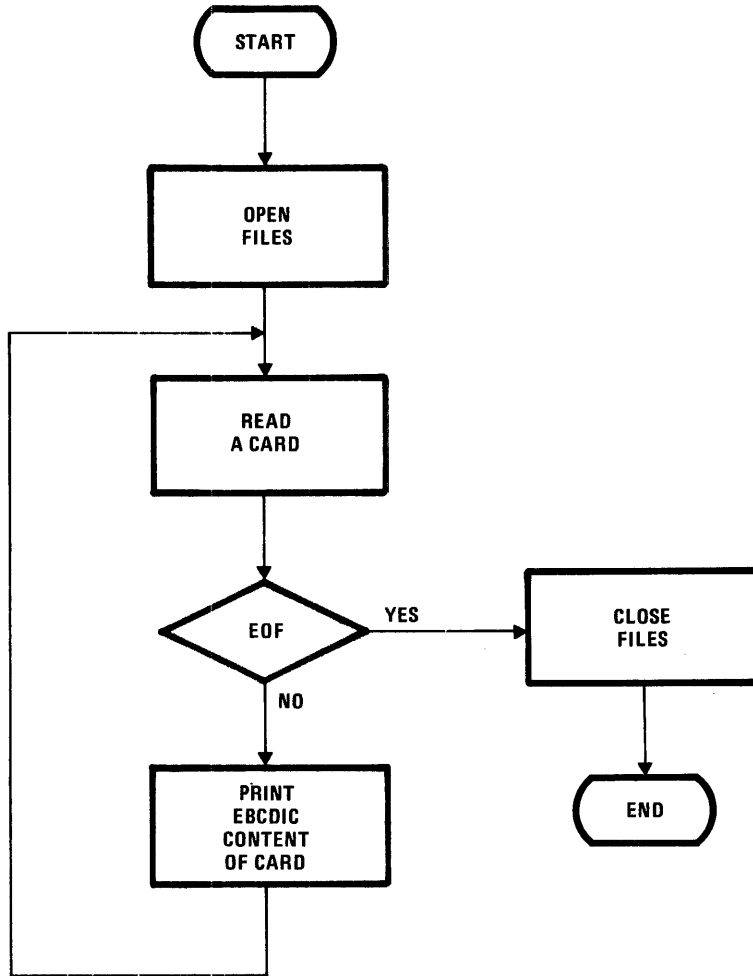 START
OPEN
FILES
READ
A CARD
EOF
YES
NO
CLOSE
FILES
PRINT
EBCDIC
CONTENT
OF CARD
END